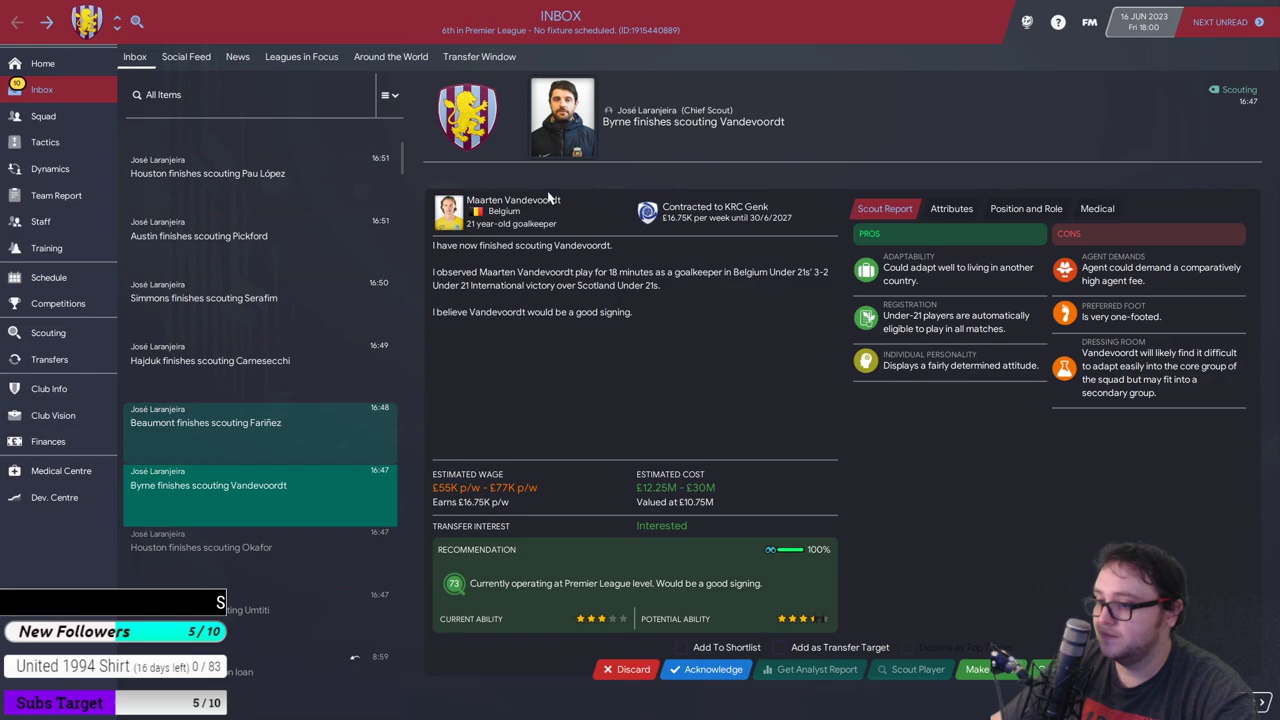 INBOX
6th in Premier League - No fixture scheduled. (ID:1915440889)
FM
16 JUN 2023
Fri 18:00
NEXT UNREAD
Home
10
Inbox
Squad
Tactics
Dynamics
Team Report
Staff
Training
Schedule
Competitions
Scouting
Transfers
Club Info
Club Vision
Finances
Medical Centre
Dev. Centre
Inbox
Social Feed
News
Leagues in Focus
Around the World
Transfer Window
All Items
José Laranjeira
16:51
Houston finishes scouting Pau López
José Laranjeira
16:51
Austin finishes scouting Pickford
José Laranjeira
16:50
Simmons finishes scouting Serafim
José Laranjeira
16:49
Hajduk finishes scouting Carnesecchi
José Laranjeira
16:48
Beaumont finishes scouting Fariñez
José Laranjeira
16:47
Byrne finishes scouting Vandevoordt
José Laranjeira
16:47
Houston finishes scouting Okafor
16:47
ting Umtiti
8:59
on loan
José Laranjeira (Chief Scout)
Byrne finishes scouting Vandevoordt
Scouting
16:47
Maarten Vandevoordt
Belgium
21 year-old goalkeeper
Contracted to KRC Genk
£16.75K per week until 30/6/2027
I have now finished scouting Vandevoordt.
I observed Maarten Vandevoordt play for 18 minutes as a goalkeeper in Belgium Under 21s' 3-2
Under 21 International victory over Scotland Under 21s.
I believe Vandevoordt would be a good signing.
ESTIMATED WAGE
£55K p/w - £77K p/w
Earns £16.75K p/w
ESTIMATED COST
£12.25M - £30M
Valued at £10.75M
TRANSFER INTEREST
Interested
RECOMMENDATION
100%
73
Currently operating at Premier League level. Would be a good signing.
CURRENT ABILITY
POTENTIAL ABILITY
Scout Report
Attributes
Position and Role
Medical
PROS
ADAPTABILITY
Could adapt well to living in another
country.
REGISTRATION
Under-21 players are automatically
eligible to play in all matches.
INDIVIDUAL PERSONALITY
Displays a fairly determined attitude.
CONS
AGENT DEMANDS
Agent could demand a comparatively
high agent fee.
PREFERRED FOOT
Is very one-footed.
DRESSING ROOM
Vandevoordt will likely find it difficult
to adapt easily into the core group of
the squad but may fit into a
secondary group.
Add To Shortlist
Add as Transfer Target
Declare as Top
Discard
Acknowledge
Get Analyst Report
Scout Player
Make
S
New Followers
5 / 10
United 1994 Shirt (16 days left) 0 / 83
Subs Target
5 / 10